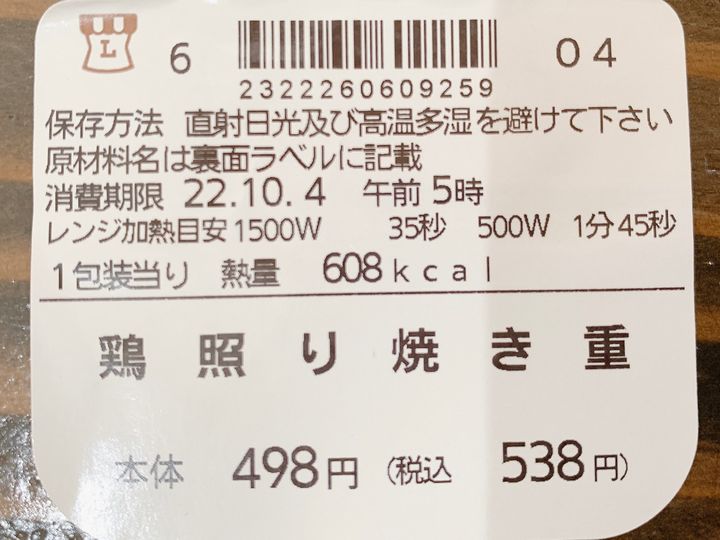 L
6
04
2322260609259
保存方法 直射日光及び高温多湿を避けて下さい
原材料名は裏面ラベルに記載
消費期限 22.10.4 午前 5時
レンジ加熱目安 1500W 35秒 500W 1分45秒
1包装当り 熱量 608kcal
鶏照り焼き重
本体 498円 (税込 538円)